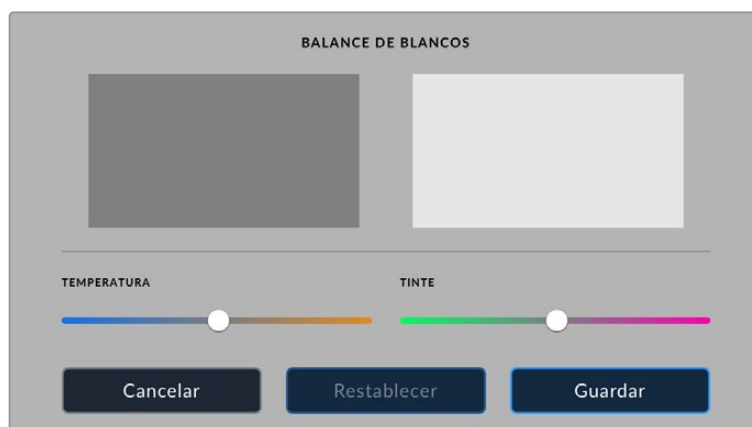 BALANCE DE BLANCOS
TEMPERATURA TINTE
Cancelar Restablecer Guardar